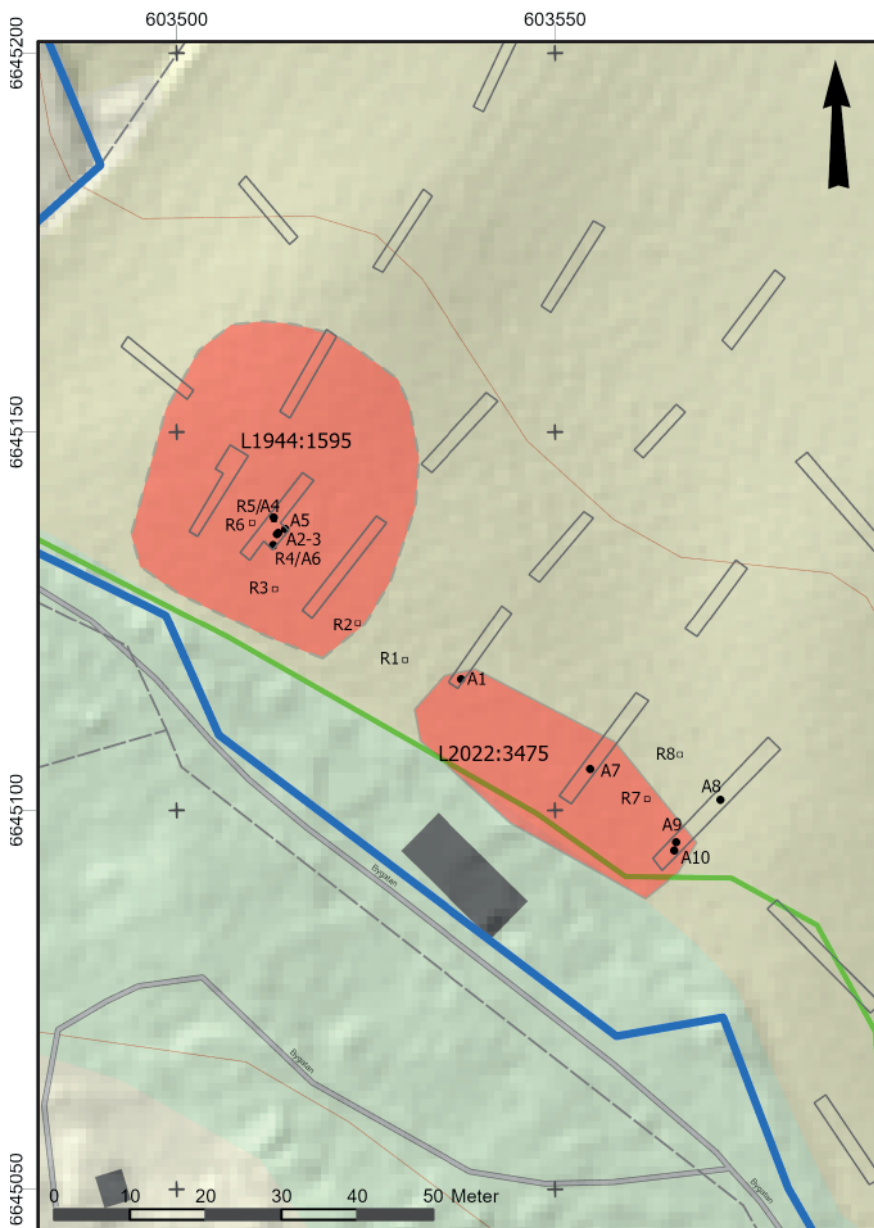 603500
603550
6645200
L1944:1595
6645150
R5/A4
R6
A5
A2-3
R4/A6
R3
R2
R1
A1
L2022:3475
R8
A7
A8
R7
6645100
A9
A10
Bygatan
Bygatan
Bygatan
6645050
0 10 20 30 40 50 Meter